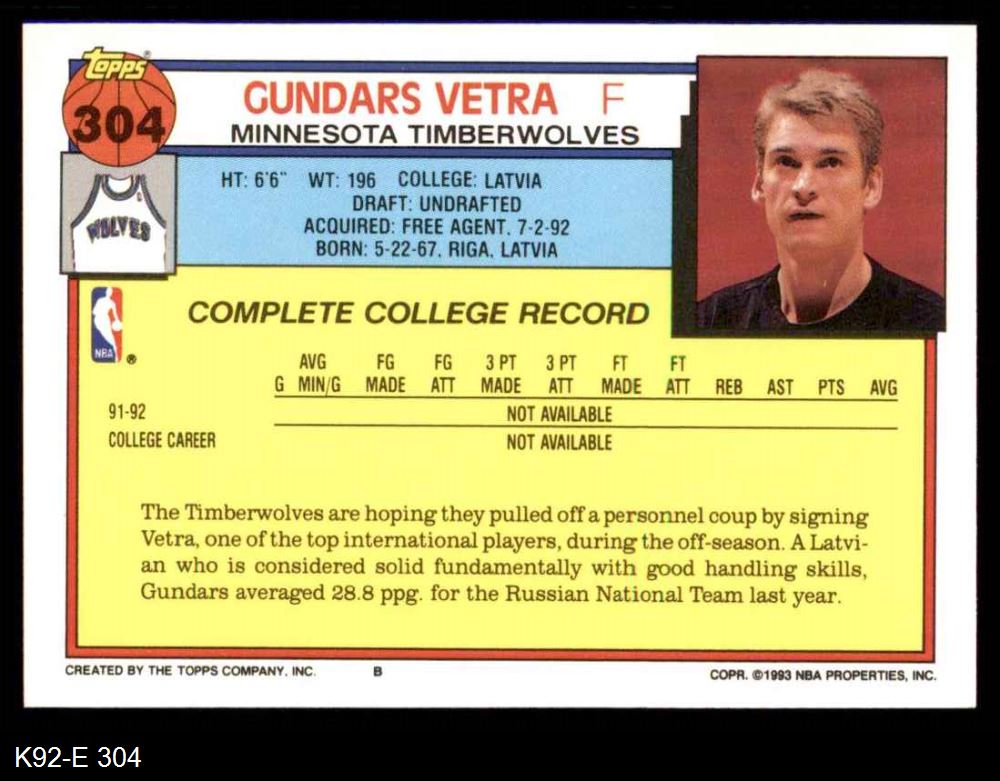 Topps®
304
GUNDARS VETRA F
MINNESOTA TIMBERWOLVES
WOLVES
HT: 6'6" WT: 196 COLLEGE: LATVIA
DRAFT: UNDRAFTED
ACQUIRED: FREE AGENT, 7-2-92
BORN: 5-22-67, RIGA, LATVIA
NBA ®
COMPLETE COLLEGE RECORD
AVG FG FG 3 PT 3 PT FT FT
G MIN/G MADE ATT MADE ATT MADE ATT REB AST PTS AVG
91-92 NOT AVAILABLE
COLLEGE CAREER NOT AVAILABLE
The Timberwolves are hoping they pulled off a personnel coup by signing
Vetra, one of the top international players, during the off-season. A Latvi-
an who is considered solid fundamentally with good handling skills,
Gundars averaged 28.8 ppg. for the Russian National Team last year.
CREATED BY THE TOPPS COMPANY, INC. B COPR. ©1993 NBA PROPERTIES, INC.
K92-E 304